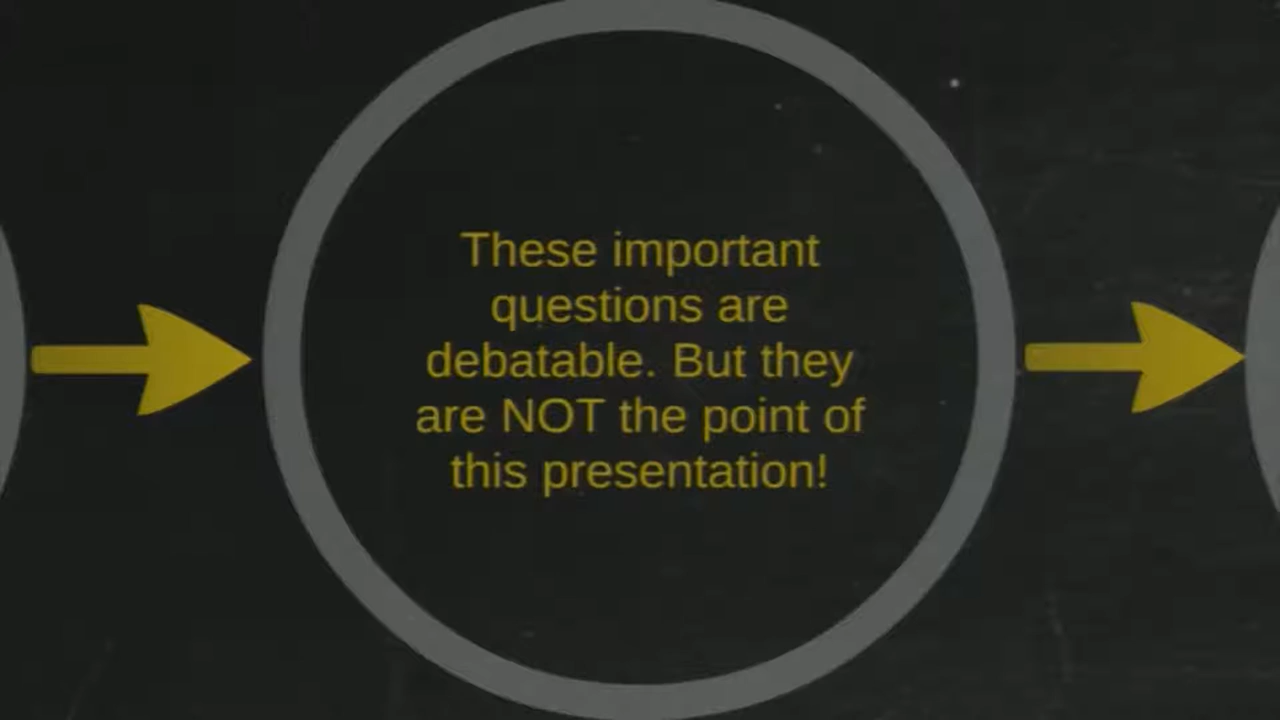 These important
questions are
debatable. But they
are NOT the point of
this presentation!